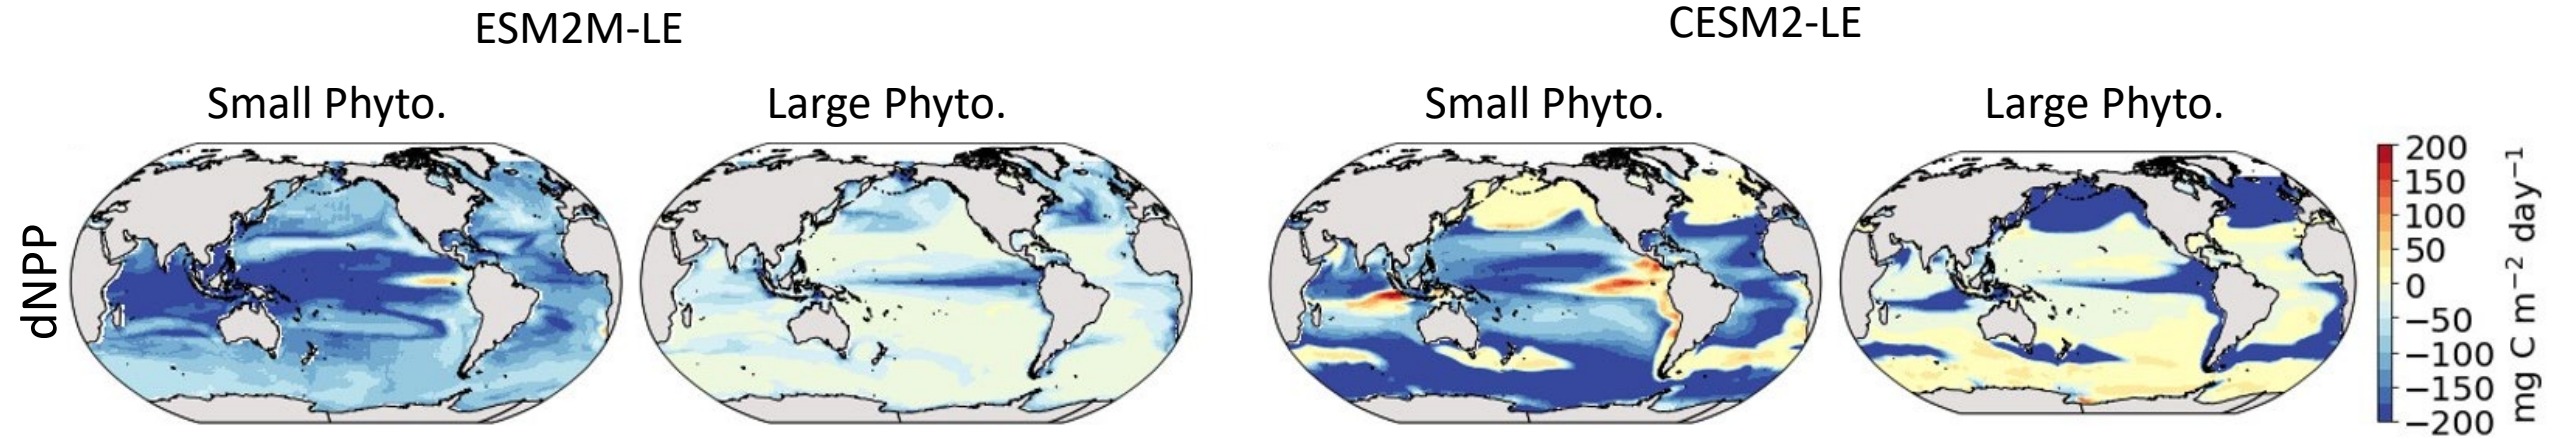 ESM2M-LE
CESM2-LE
Small Phyto.
Large Phyto.
Small Phyto.
Large Phyto.
dNPP
200
150
100
50
0
−50
−100
−150
−200
mg C m⁻² day⁻¹